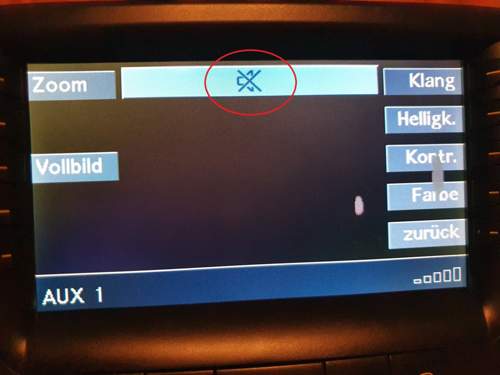 Zoom
Klang
Helligk.
Vollbild
Kontr.
Farbe
zurück
AUX 1